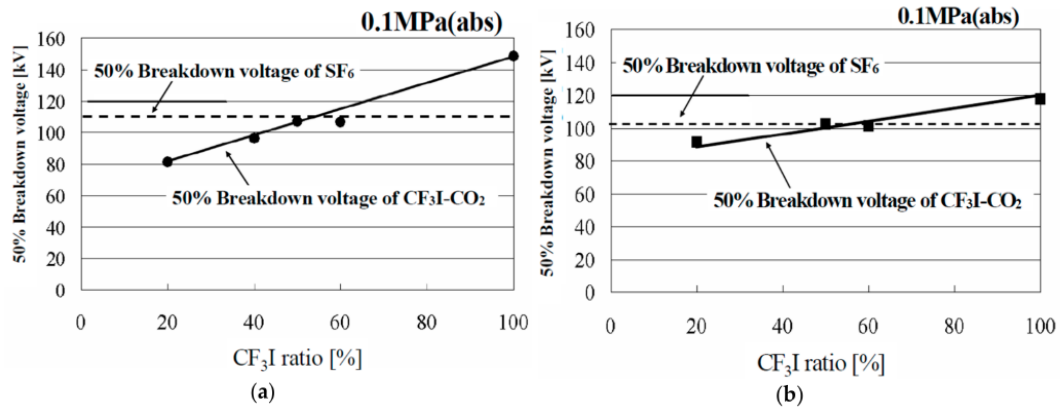 0.1MPa(abs)
50% Breakdown voltage [kV]
160
140
120
100
80
60
40
20
0
50% Breakdown voltage of SF₆
50% Breakdown voltage of CF₃I-CO₂
0 20 40 60 80 100
CF₃I ratio [%]
(a)
0.1MPa(abs)
50% Breakdown voltage [kV]
160
140
120
100
80
60
40
20
0
50% Breakdown voltage of SF₆
50% Breakdown voltage of CF₃I-CO₂
0 20 40 60 80 100
CF₃I ratio [%]
(b)